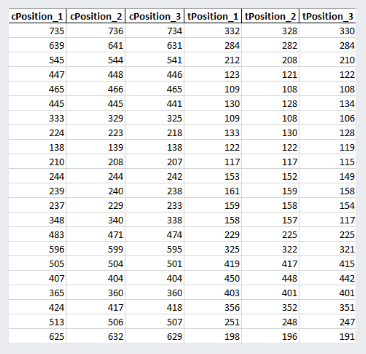 cPosition_1 cPosition_2 cPosition_3 tPosition_1 tPosition_2 tPosition_3
735 736 734 332 328 330
639 641 631 284 282 284
545 544 541 212 208 210
447 448 446 123 121 122
465 466 465 109 108 108
445 445 441 130 128 134
333 329 325 109 108 106
224 223 218 133 130 128
138 139 138 122 122 119
210 208 207 117 117 115
244 244 242 153 152 149
239 240 238 161 159 158
237 229 233 159 158 154
348 340 338 158 157 117
483 471 474 229 225 225
596 599 595 325 322 321
505 504 501 419 417 415
407 404 404 450 448 442
365 360 360 403 401 401
424 417 418 356 352 351
513 506 507 251 248 247
625 632 629 198 196 191